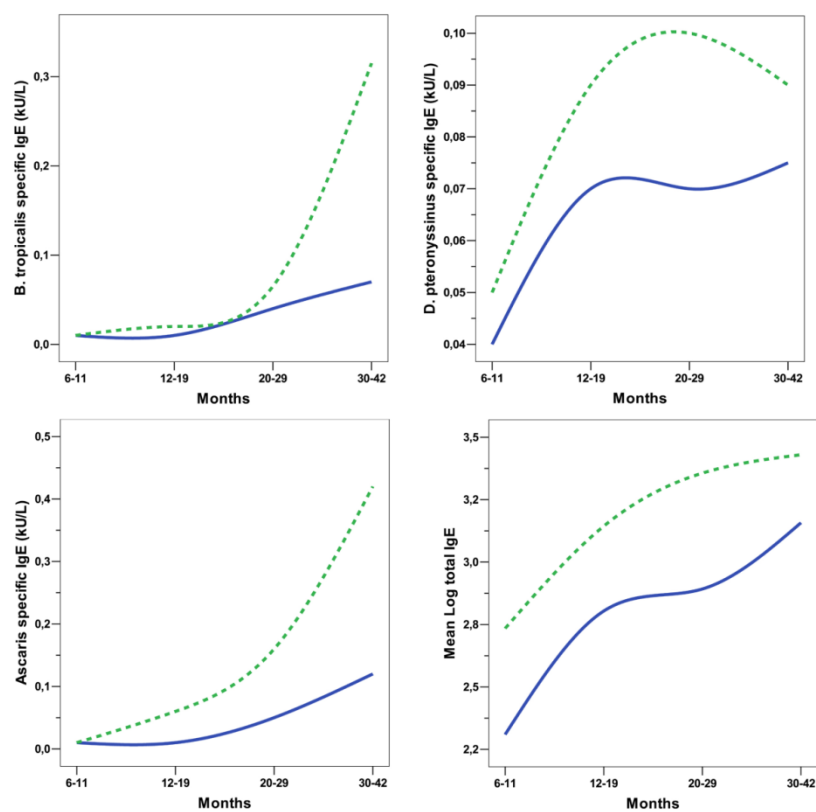 B. tropicalis specific IgE (kU/L)
0,3
0,2
0,1
0,0
6-11 12-19 20-29 30-42
Months
D. pteronyssinus specific IgE (kU/L)
0,10
0,09
0,08
0,07
0,06
0,05
0,04
6-11 12-19 20-29 30-42
Months
Ascaris specific IgE (kU/L)
0,5
0,4
0,3
0,2
0,1
0,0
6-11 12-19 20-29 30-42
Months
Mean Log total IgE
3,5
3,2
3,0
2,8
2,5
2,2
6-11 12-19 20-29 30-42
Months